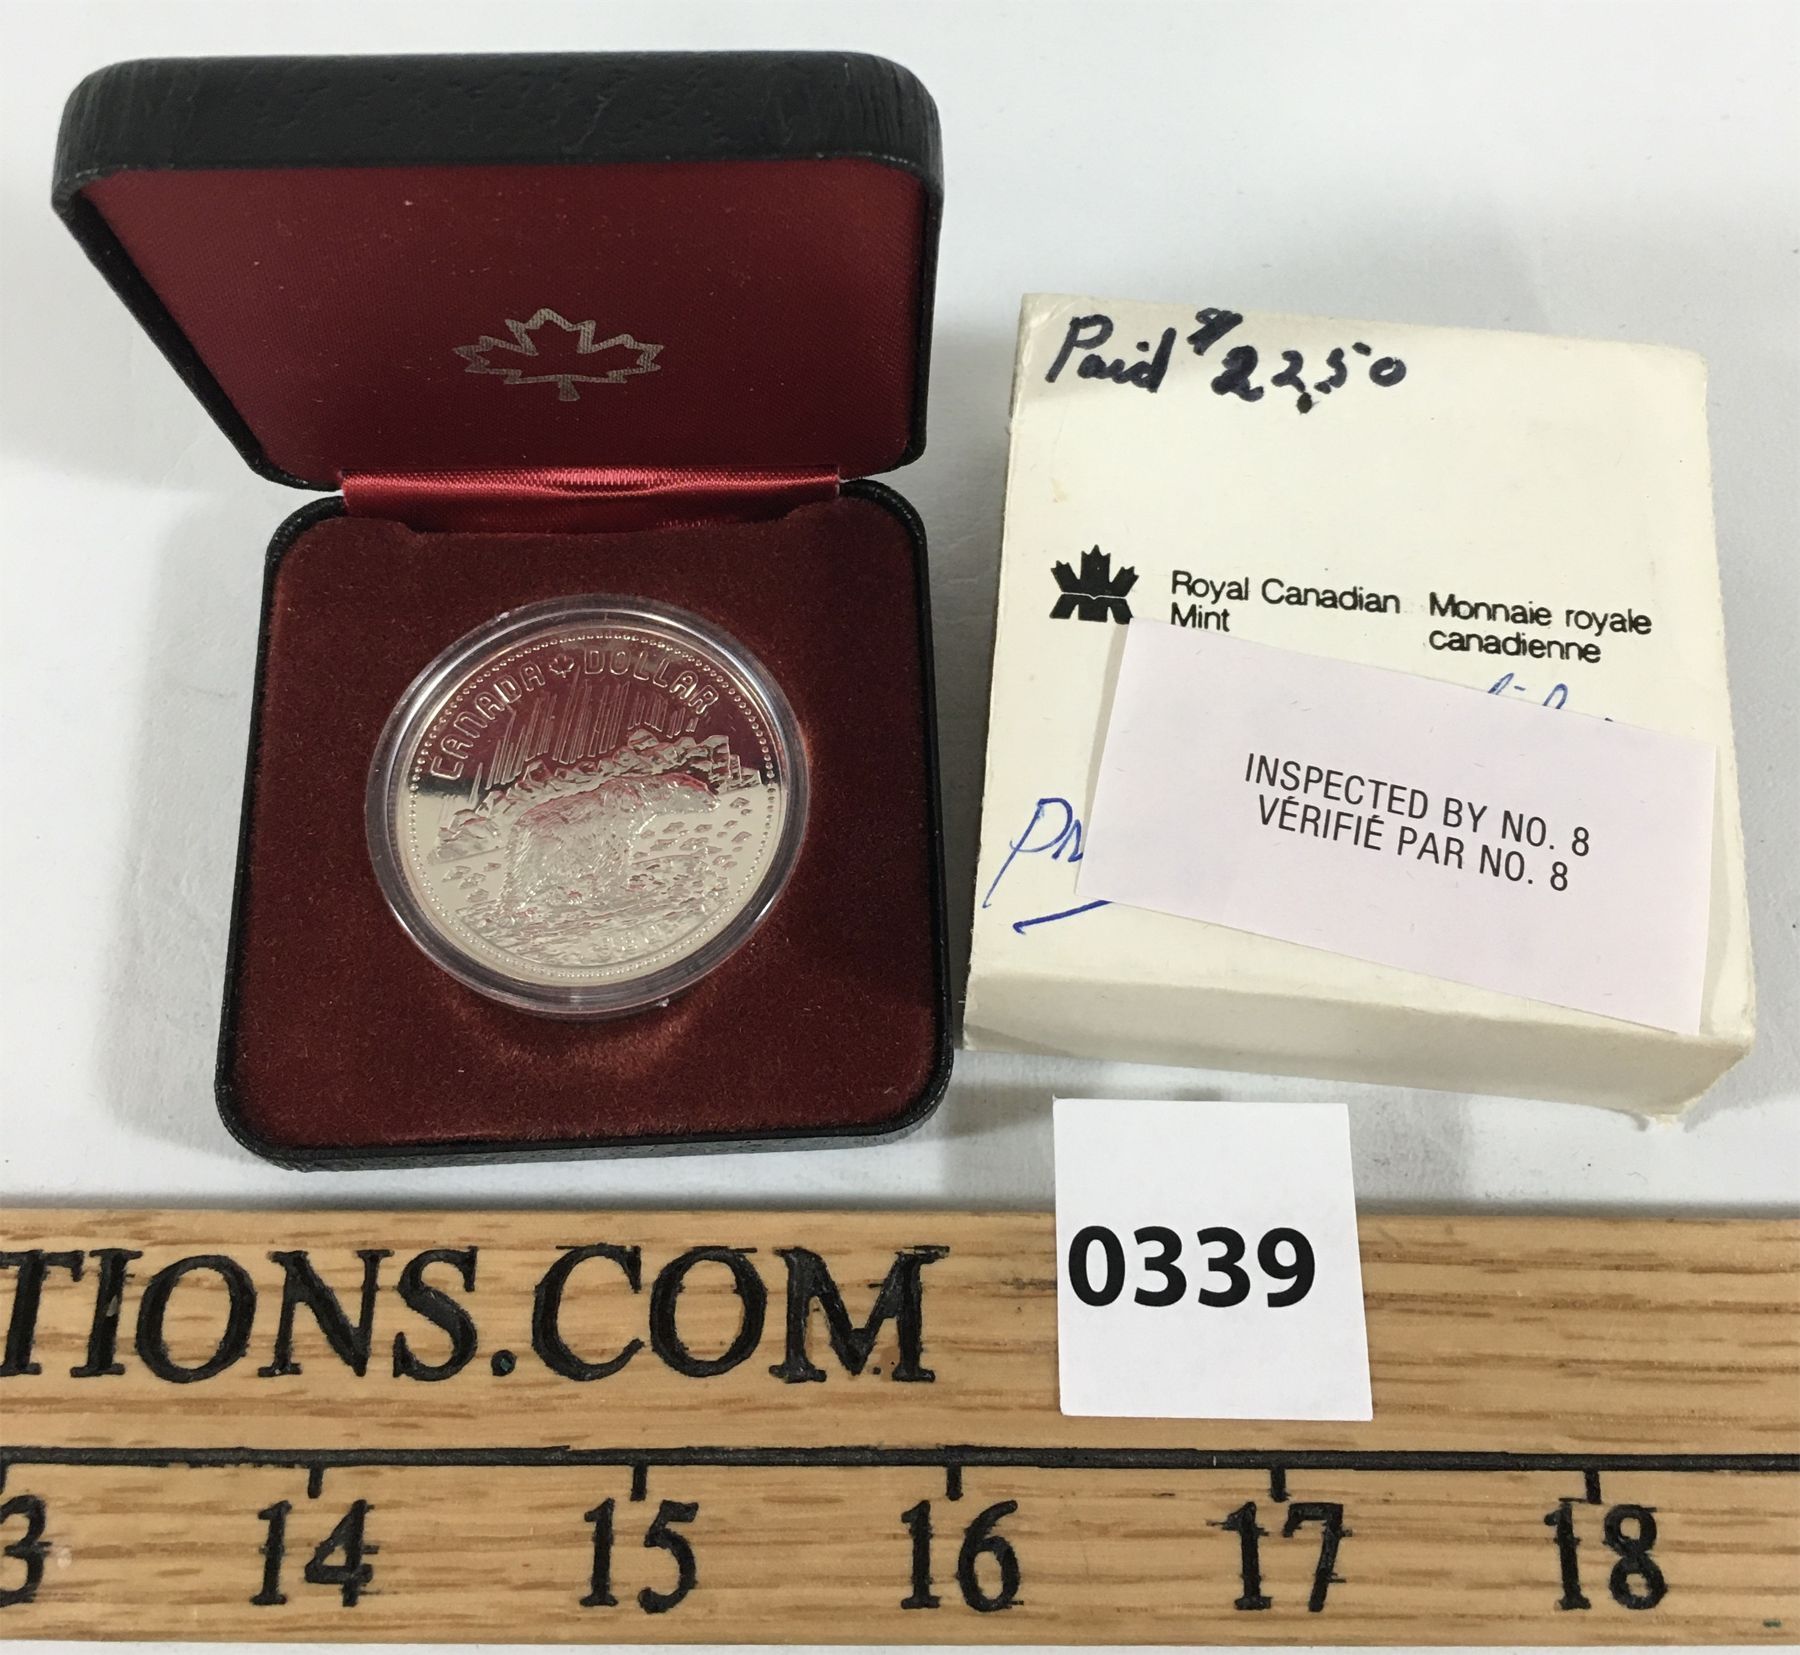 CANADA DOLLAR
Paid $22.50
Royal Canadian Mint
Monnaie royale canadienne
INSPECTED BY NO. 8
VÉRIFIÉ PAR NO. 8
0339
TIONS.COM
3 14 15 16 17 18